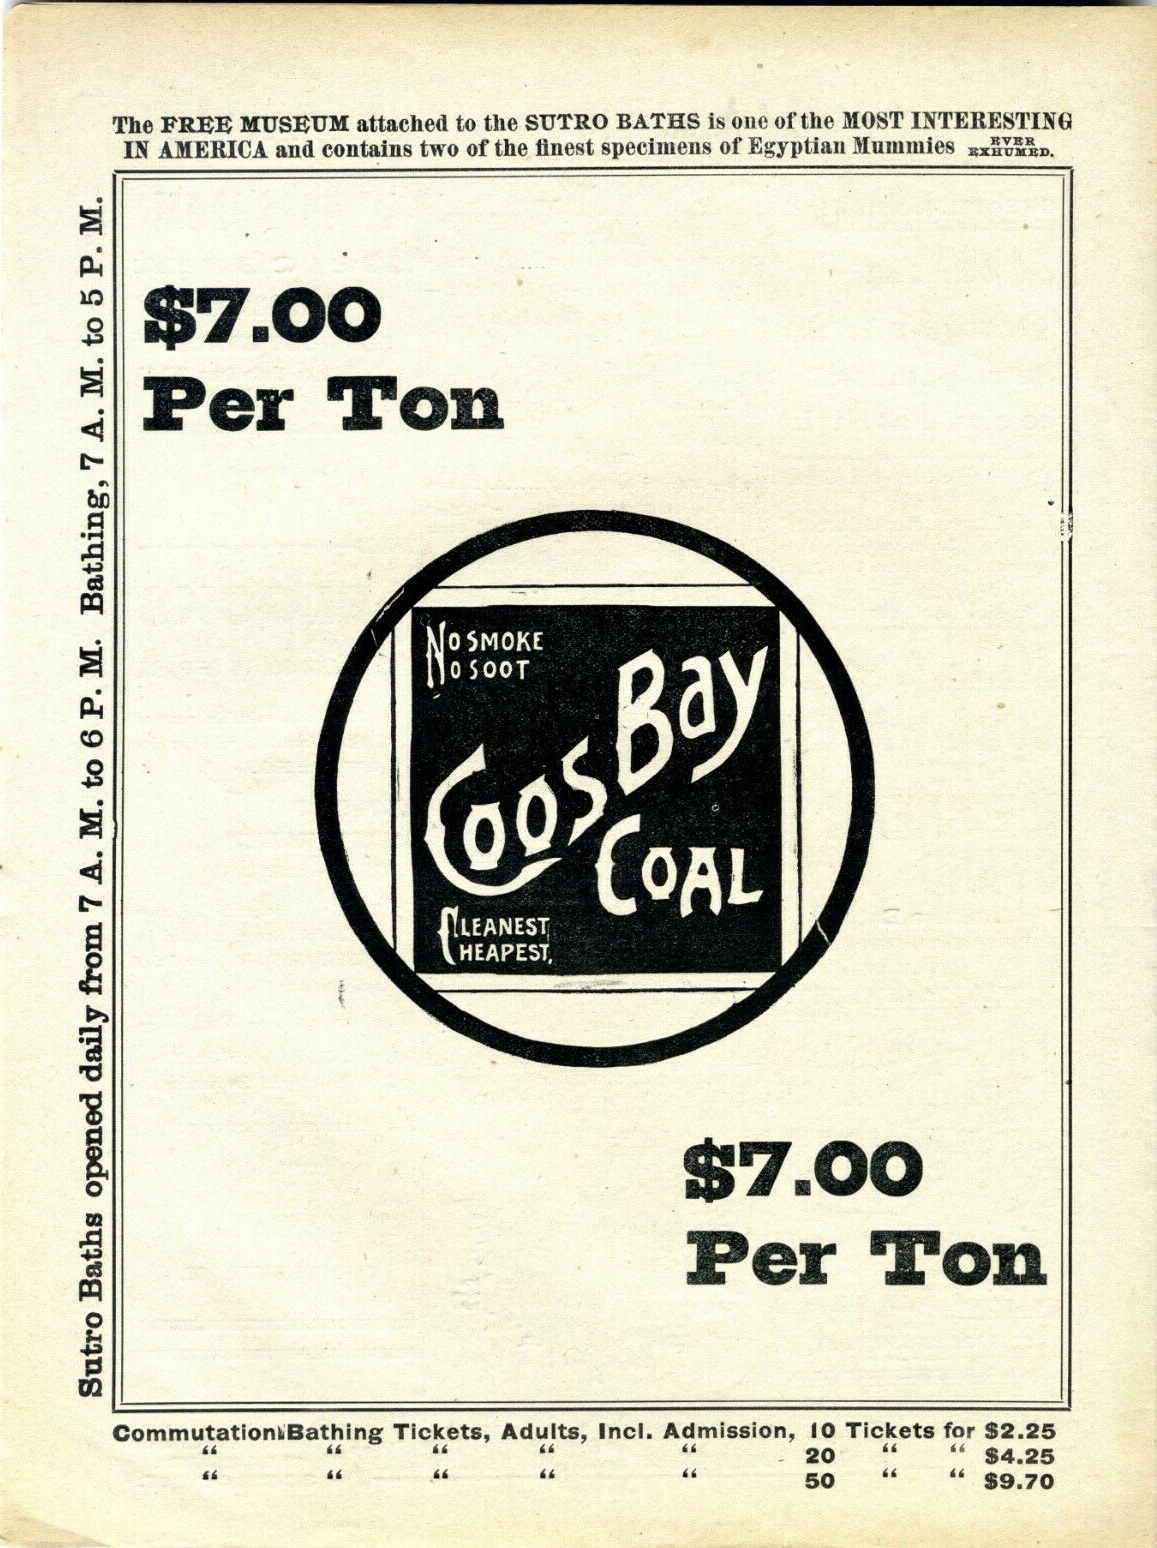 The FREE MUSEUM attached to the SUTRO BATHS is one of the MOST INTERESTING
IN AMERICA and contains two of the finest specimens of Egyptian Mummies EVER EXHUMED.
Sutro Baths opened daily from 7 A. M. to 6 P. M. Bathing, 7 A. M. to 5 P. M.
$7.00
Per Ton
NO SMOKE
NO SOOT
COOS BAY
COAL
CLEANEST
CHEAPEST.
$7.00
Per Ton
Commutation Bathing Tickets, Adults, Incl. Admission, 10 Tickets for $2.25
“ “ “ “ “ 20 “ “ $4.25
“ “ “ “ “ 50 “ “ $9.70